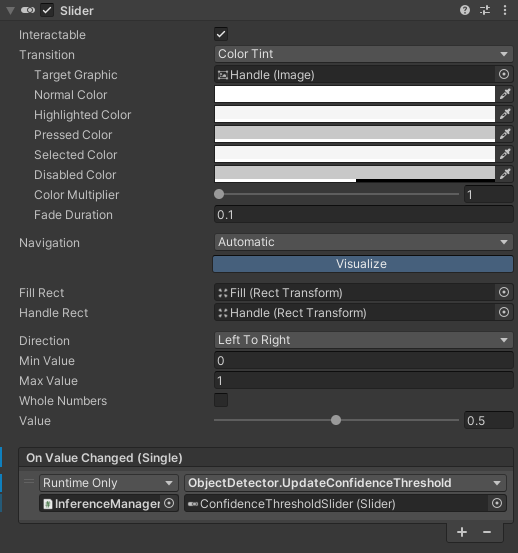 Slider
Interactable
Transition Color Tint
Target Graphic Handle (Image)
Normal Color
Highlighted Color
Pressed Color
Selected Color
Disabled Color
Color Multiplier 1
Fade Duration 0.1
Navigation Automatic
Visualize
Fill Rect Fill (Rect Transform)
Handle Rect Handle (Rect Transform)
Direction Left To Right
Min Value 0
Max Value 1
Whole Numbers
Value 0.5
On Value Changed (Single)
Runtime Only ObjectDetector.UpdateConfidenceThreshold
InferenceManager ConfidenceThresholdSlider (Slider)